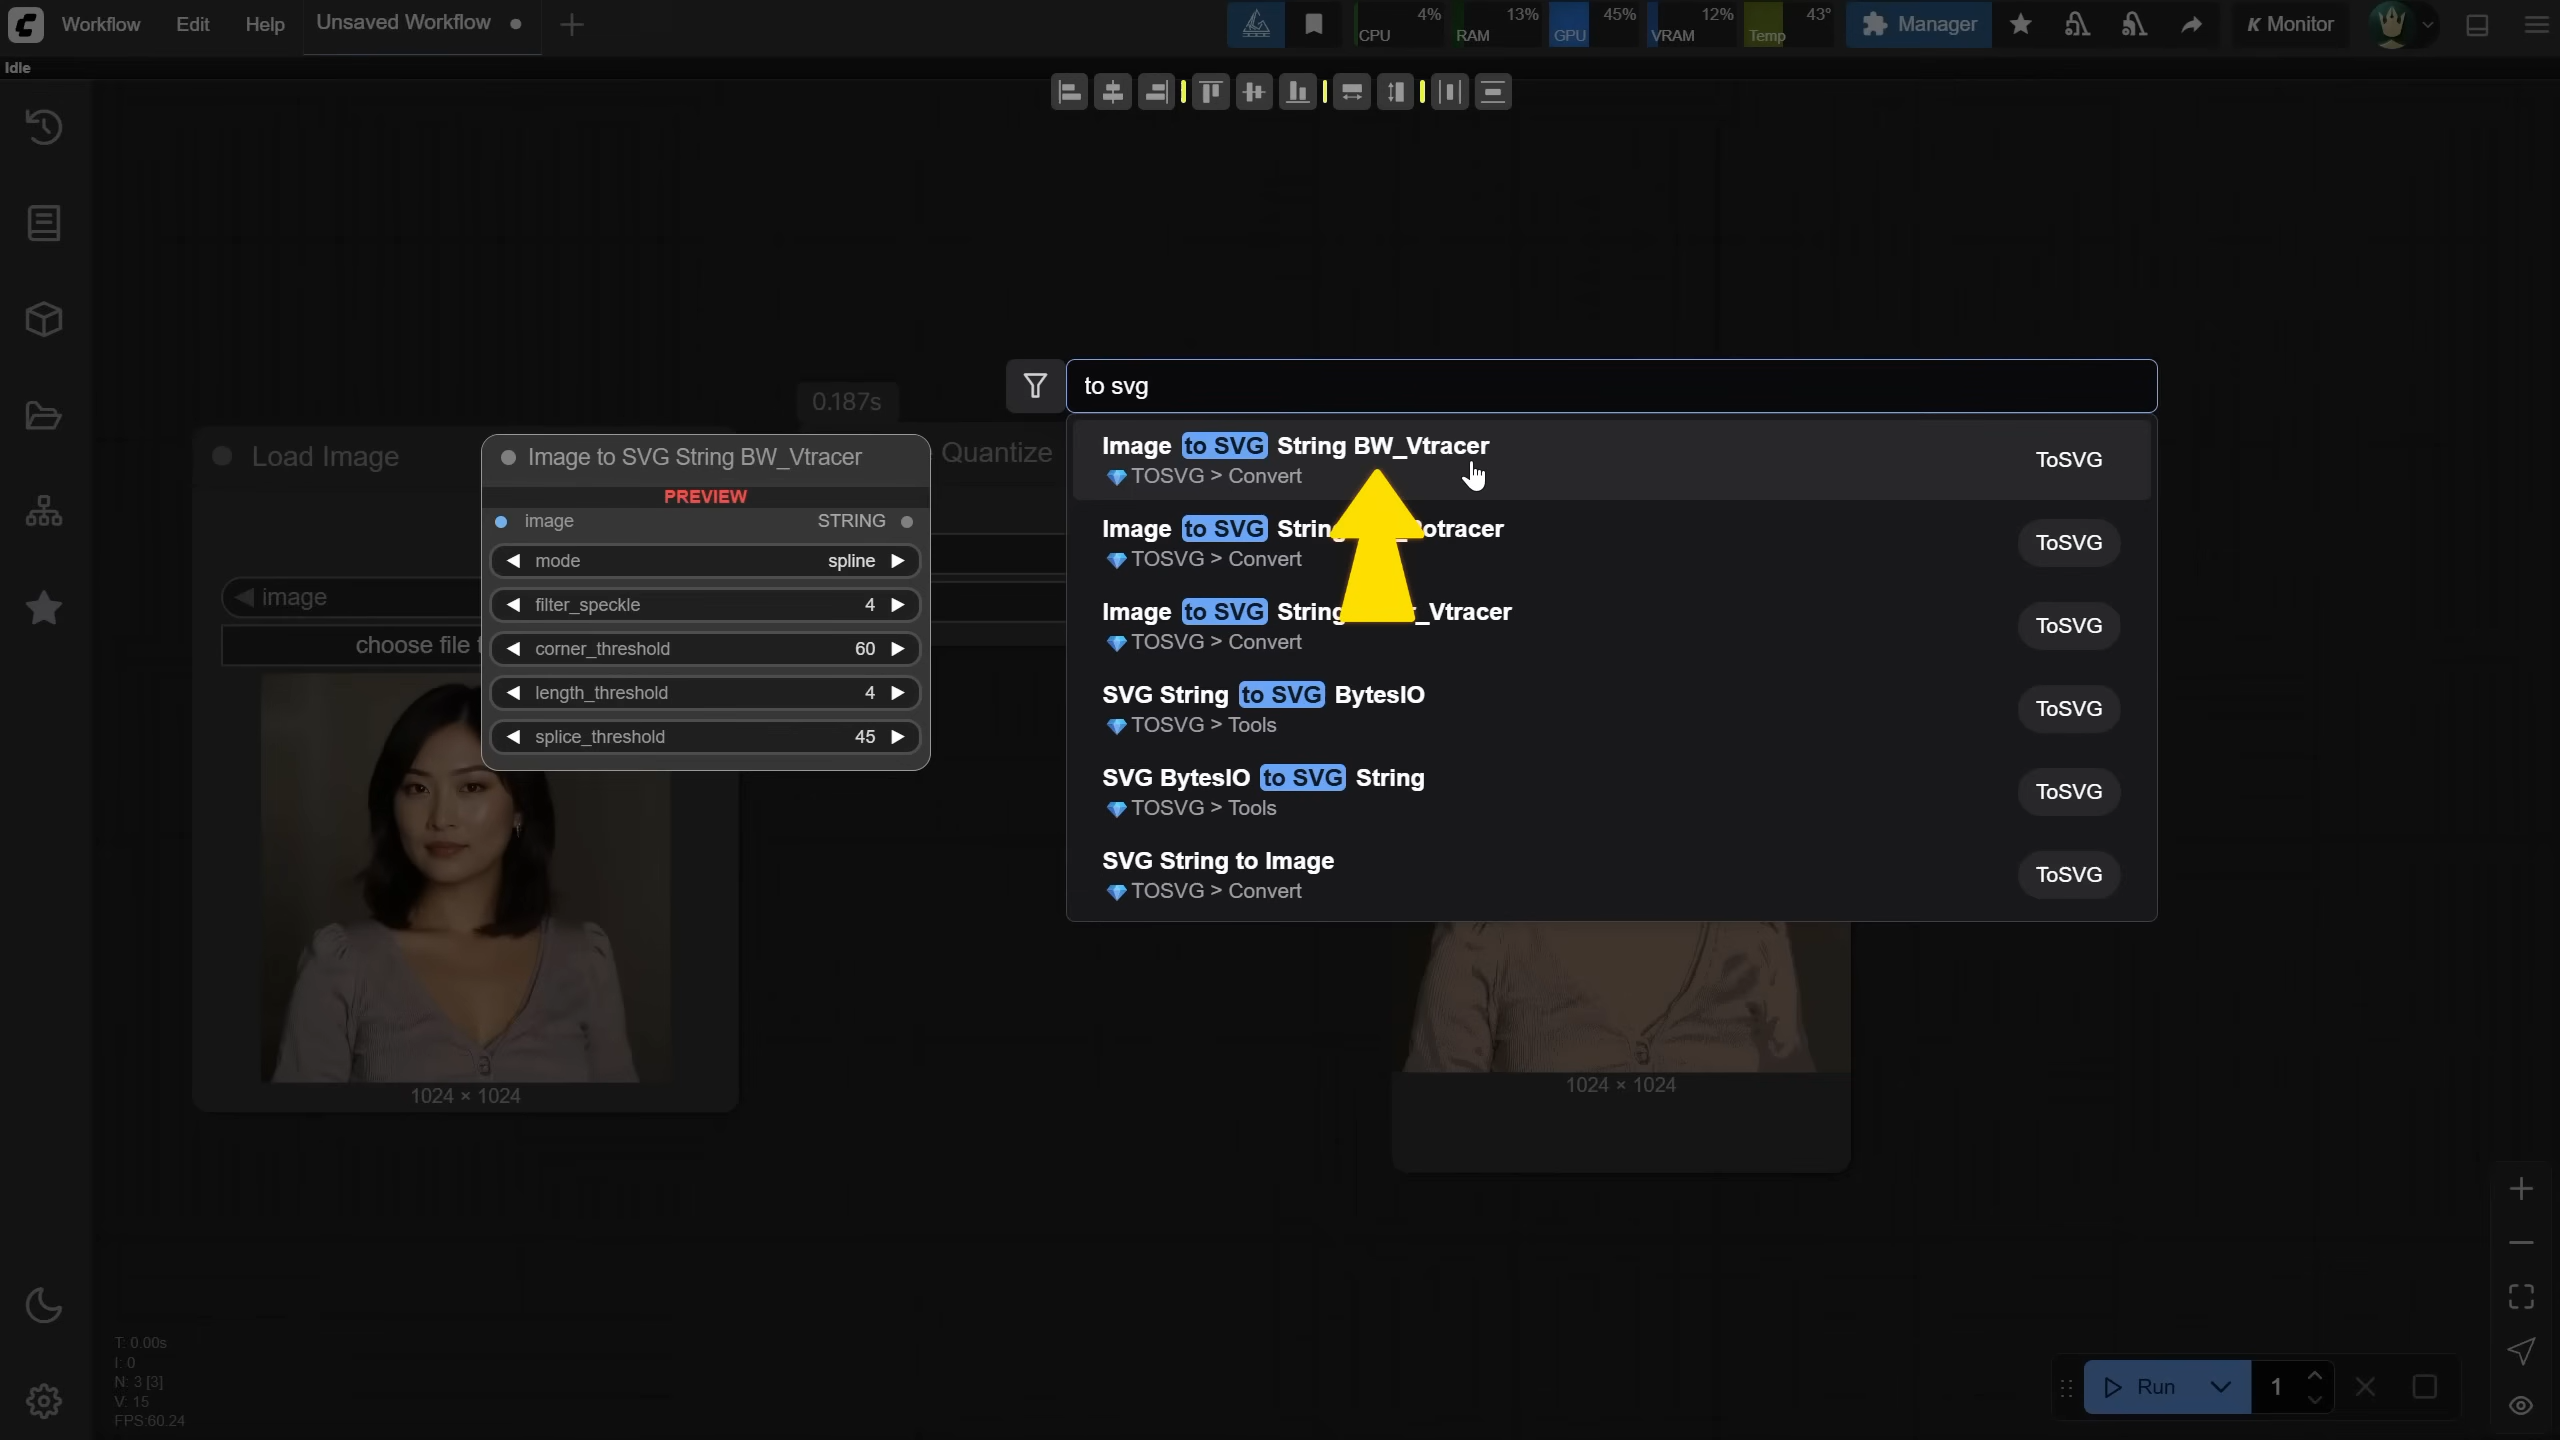 Workflow
Edit
Help
Unsaved Workflow
CPU
4%
RAM
13%
GPU
45%
VRAM
12%
Temp
43°
Manager
K Monitor
Idle
to svg
0.187s
Load Image
Quantize
image
choose file
1024 × 1024
Image to SVG String BW_Vtracer
PREVIEW
image
STRING
mode
spline
filter_speckle
4
corner_threshold
60
length_threshold
4
splice_threshold
45
Image to SVG String BW_Vtracer
TOSVG > Convert
ToSVG
Image to SVG String otracer
TOSVG > Convert
ToSVG
Image to SVG String _Vtracer
TOSVG > Convert
ToSVG
SVG String to SVG BytesIO
TOSVG > Tools
ToSVG
SVG BytesIO to SVG String
TOSVG > Tools
ToSVG
SVG String to Image
TOSVG > Convert
ToSVG
1024 × 1024
T: 0.00s
I: 0
N: 3 [3]
V: 15
FPS:60.24
Run
1